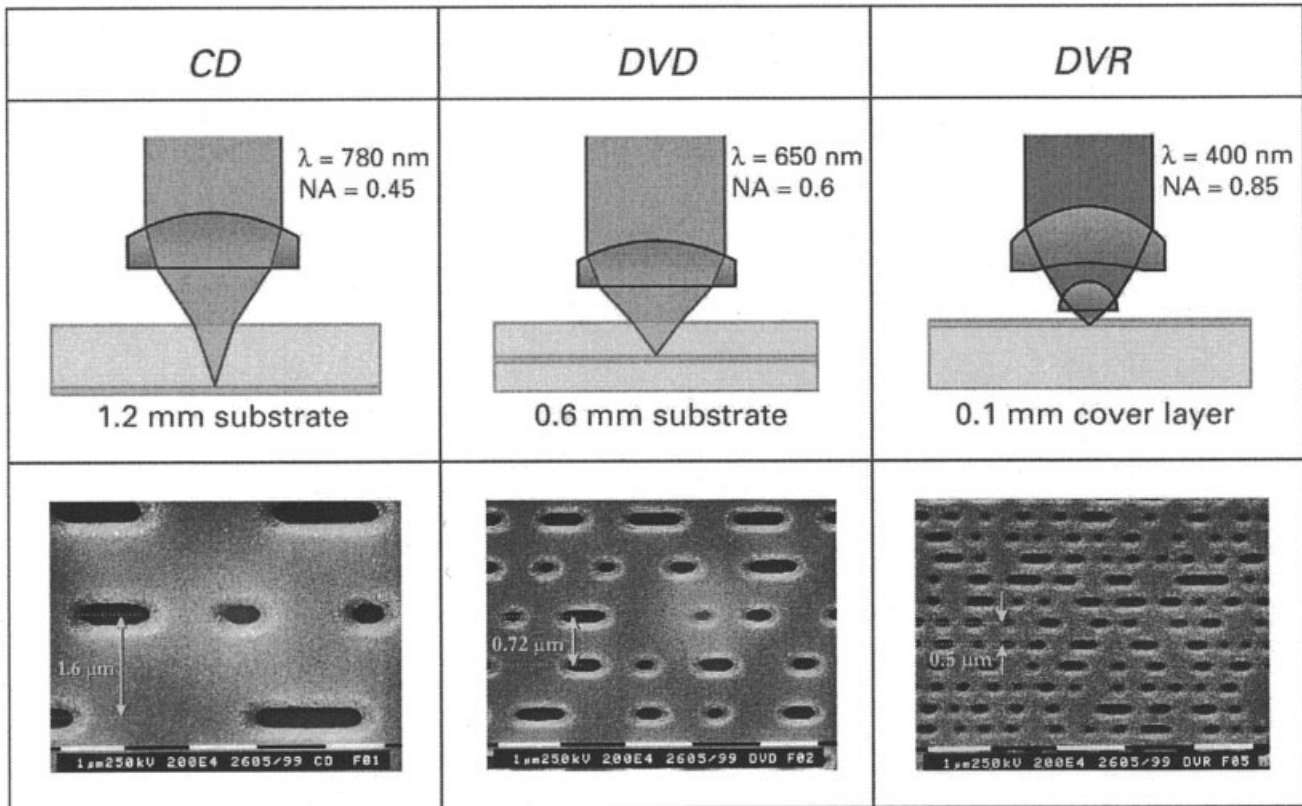 CD
DVD
DVR
λ = 780 nm
NA = 0.45
λ = 650 nm
NA = 0.6
λ = 400 nm
NA = 0.85
1.2 mm substrate
0.6 mm substrate
0.1 mm cover layer
1.6 µm
0.72 µm
0.5 µm
1µm250kV 200E4 2605/99 CD F01
1µm250kV 200E4 2605/99 DVD F02
1µm250kV 200E4 2605/99 DVR F05